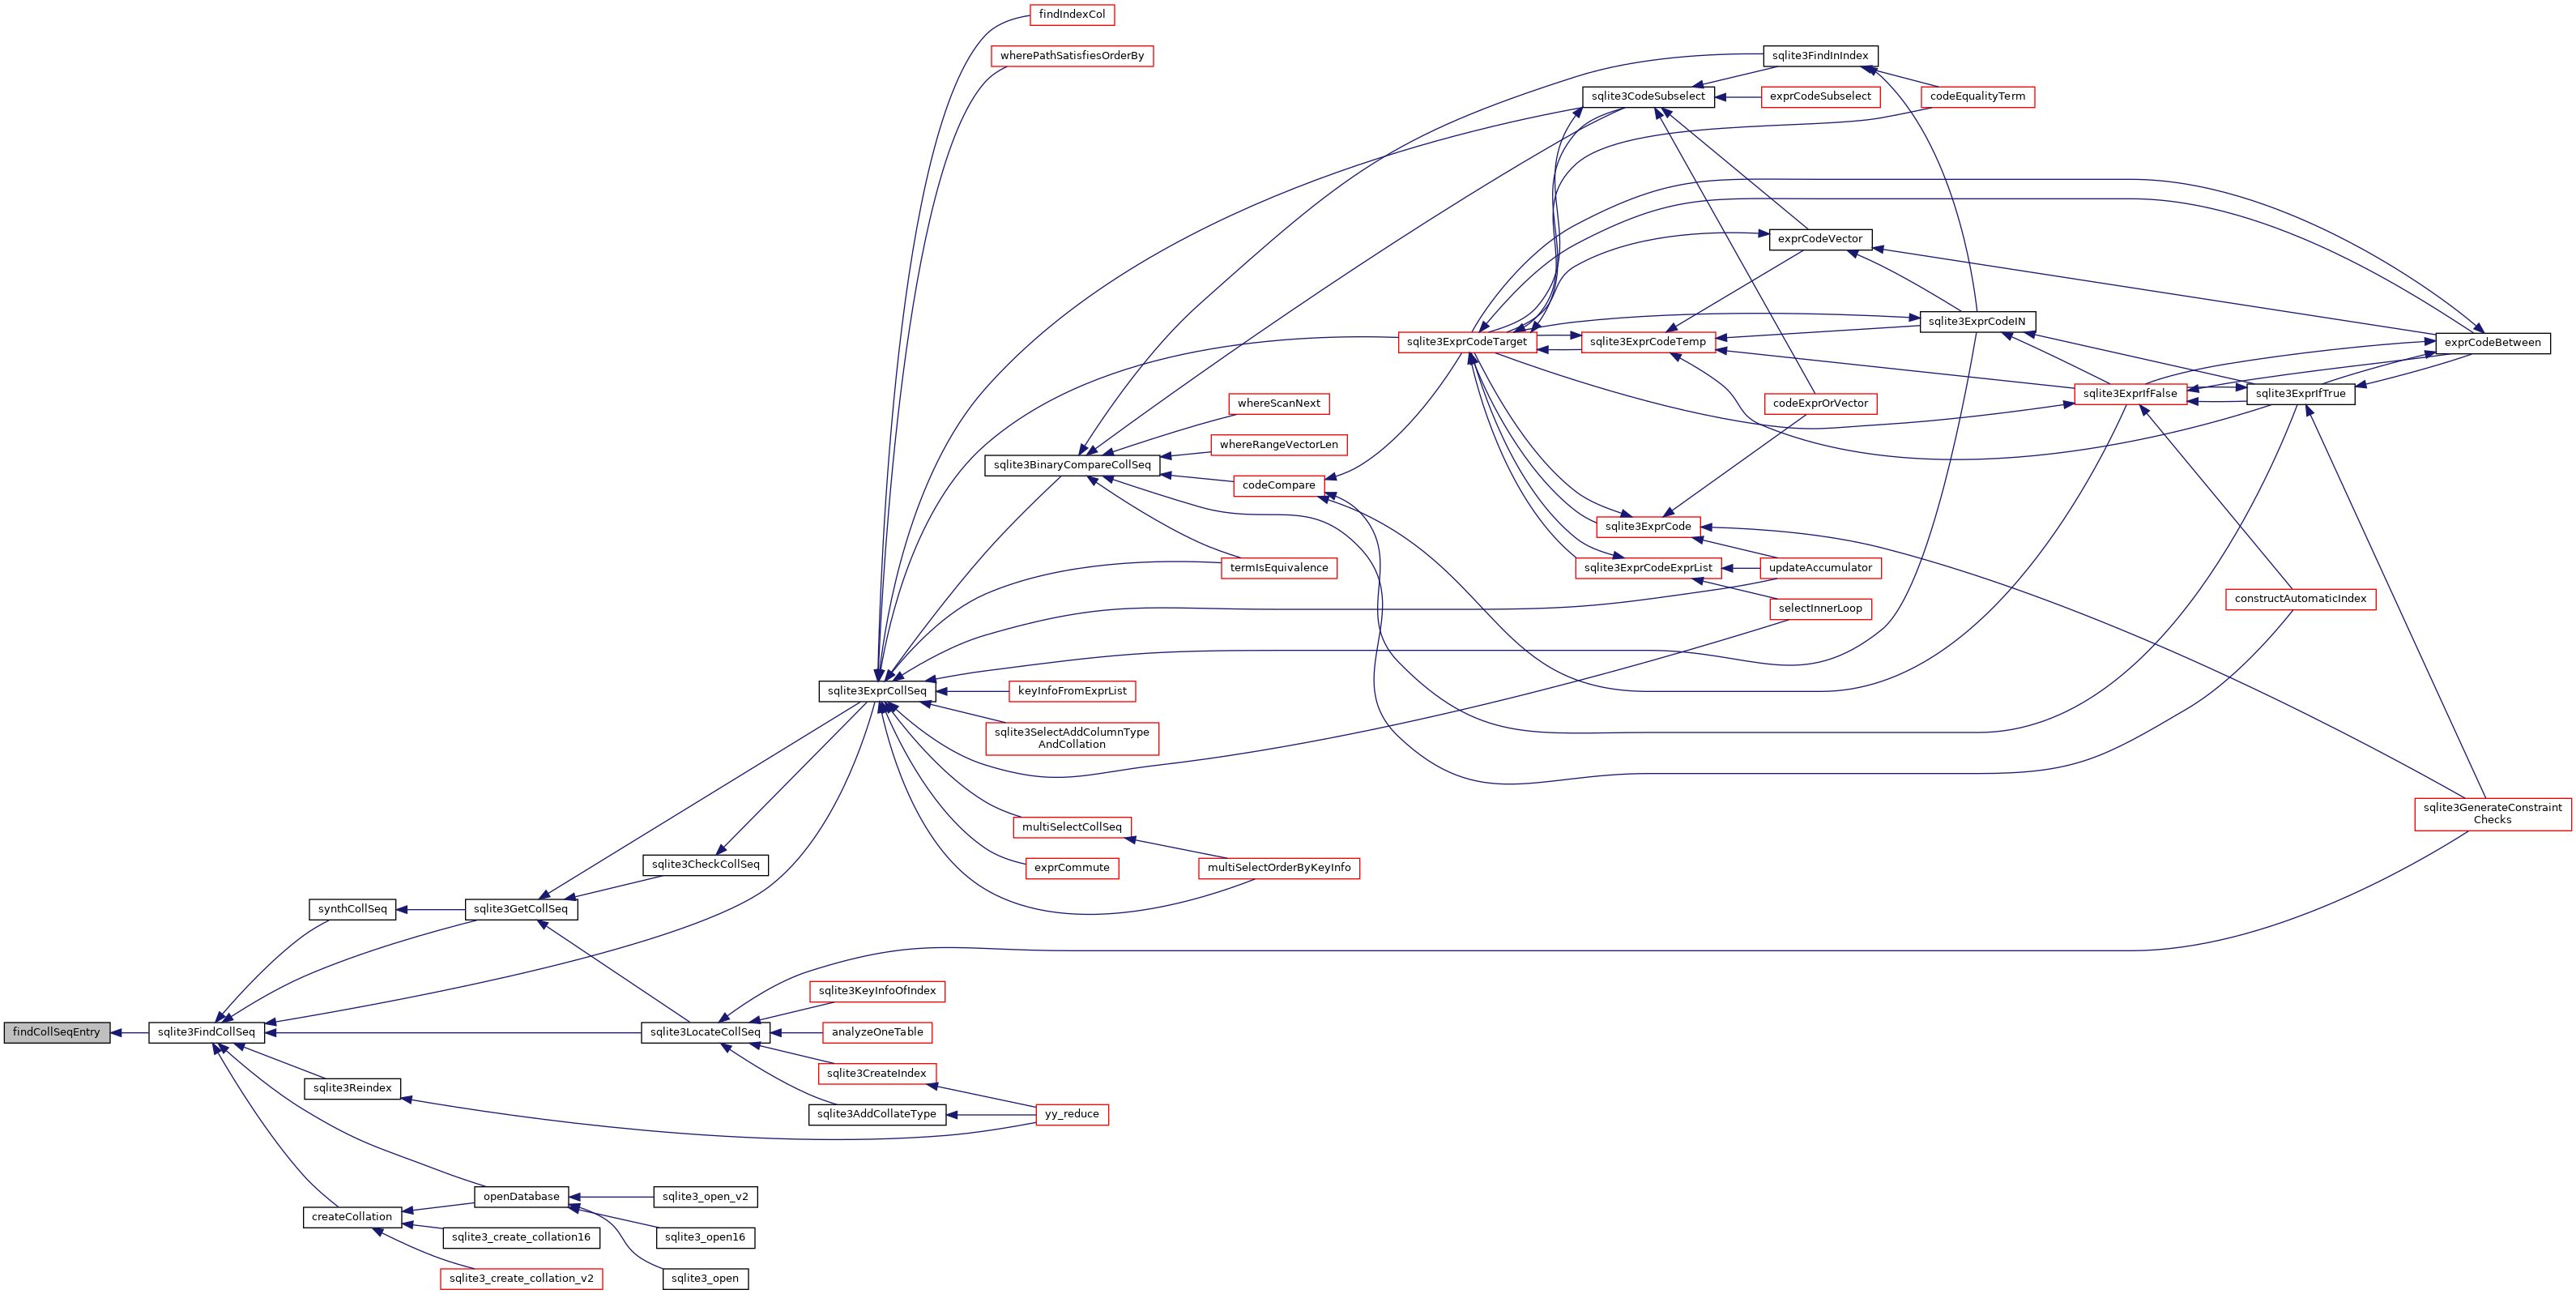 findIndexCol
wherePathSatisfiesOrderBy
sqlite3FindInIndex
sqlite3CodeSubselect
exprCodeSubselect
codeEqualityTerm
exprCodeVector
sqlite3ExprCodeIN
sqlite3ExprCodeTarget
sqlite3ExprCodeTemp
exprCodeBetween
sqlite3ExprIfFalse
sqlite3ExprIfTrue
whereScanNext
codeExprOrVector
whereRangeVectorLen
sqlite3BinaryCompareCollSeq
codeCompare
sqlite3ExprCode
termIsEquivalence
sqlite3ExprCodeExprList
updateAccumulator
selectInnerLoop
constructAutomaticIndex
sqlite3ExprCollSeq
keyInfoFromExprList
sqlite3SelectAddColumnType
AndCollation
sqlite3GenerateConstraint
Checks
multiSelectCollSeq
sqlite3CheckCollSeq
exprCommute
multiSelectOrderByKeyInfo
synthCollSeq
sqlite3GetCollSeq
sqlite3KeyInfoOfIndex
findCollSeqEntry
sqlite3FindCollSeq
sqlite3LocateCollSeq
analyzeOneTable
sqlite3CreateIndex
sqlite3Reindex
sqlite3AddCollateType
yy_reduce
openDatabase
sqlite3_open_v2
createCollation
sqlite3_create_collation16
sqlite3_open16
sqlite3_create_collation_v2
sqlite3_open